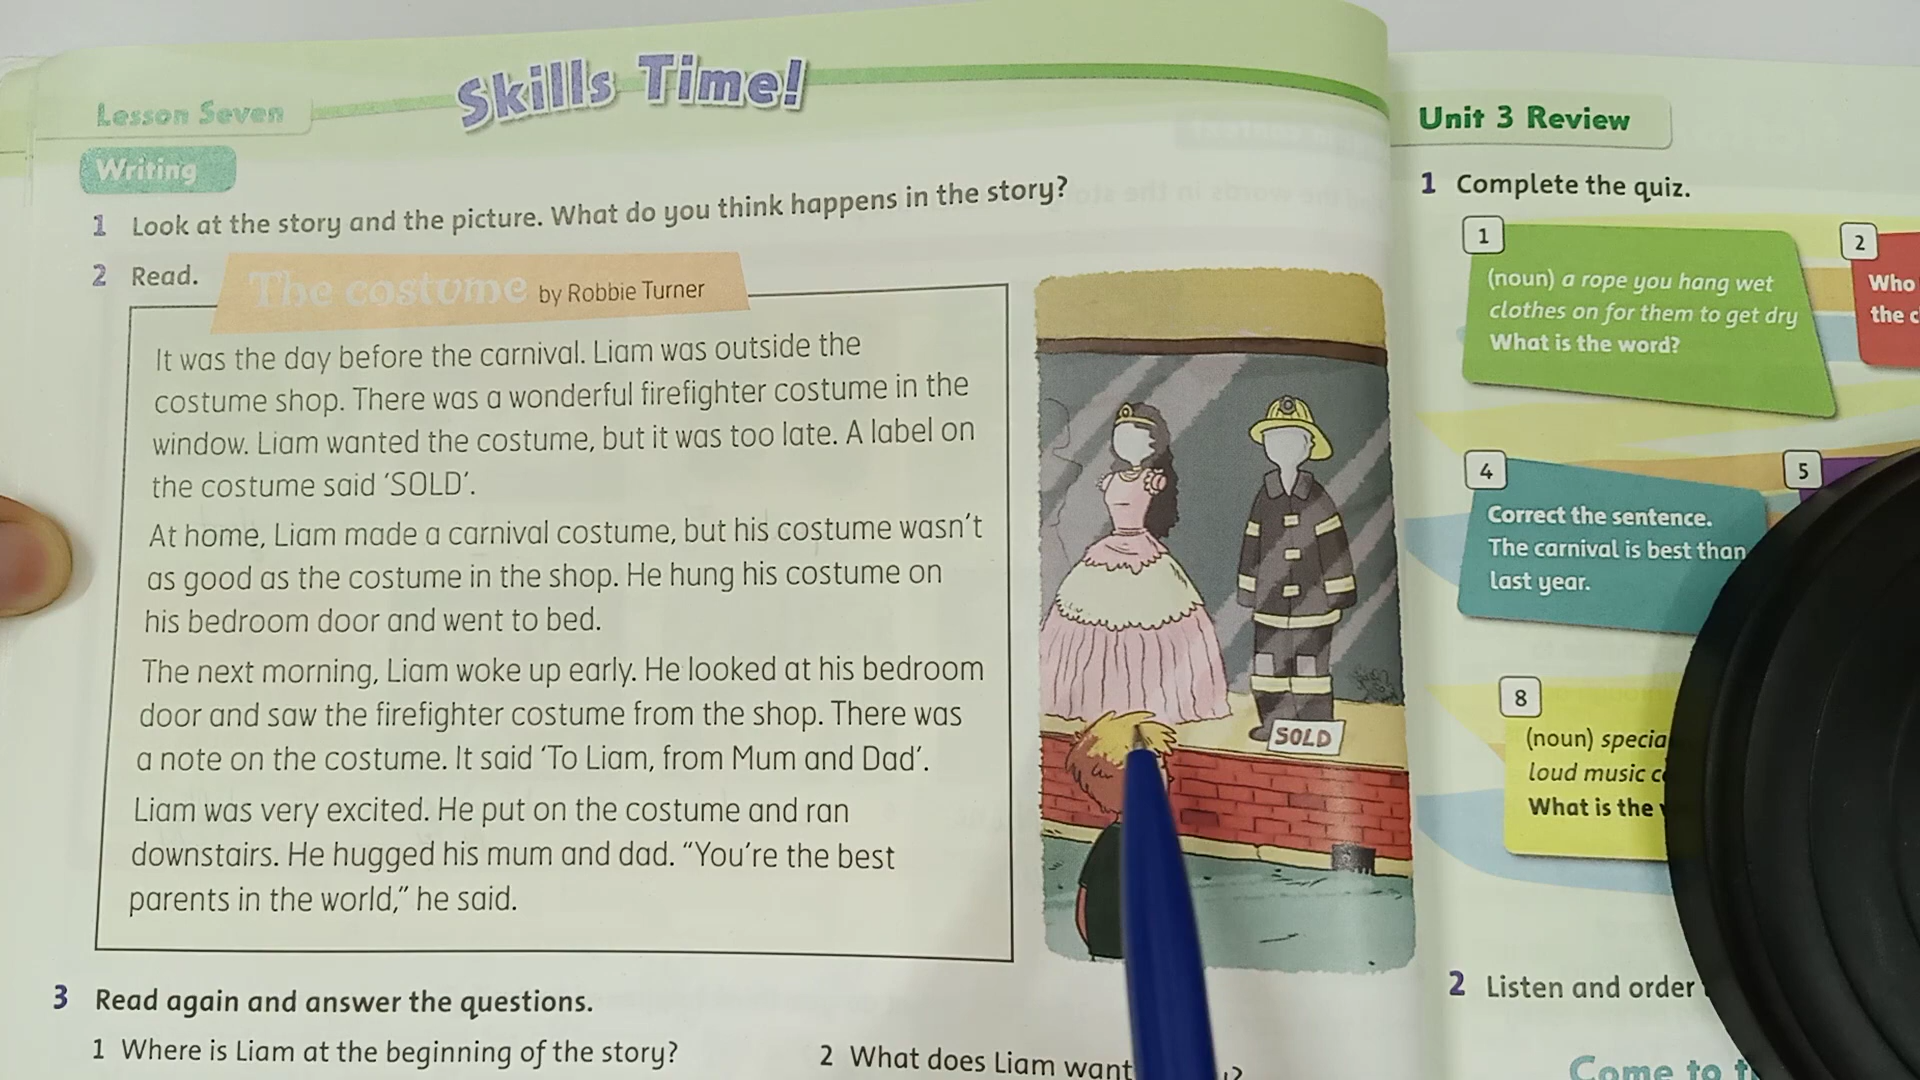 Lesson Seven
Skills Time!
Writing
1 Look at the story and the picture. What do you think happens in the story?
2 Read.
The costume by Robbie Turner
It was the day before the carnival. Liam was outside the
costume shop. There was a wonderful firefighter costume in the
window. Liam wanted the costume, but it was too late. A label on
the costume said ‘SOLD’.
At home, Liam made a carnival costume, but his costume wasn’t
as good as the costume in the shop. He hung his costume on
his bedroom door and went to bed.
The next morning, Liam woke up early. He looked at his bedroom
door and saw the firefighter costume from the shop. There was
a note on the costume. It said ‘To Liam, from Mum and Dad’.
Liam was very excited. He put on the costume and ran
downstairs. He hugged his mum and dad. “You’re the best
parents in the world,” he said.
SOLD
3 Read again and answer the questions.
1 Where is Liam at the beginning of the story?
2 What does Liam want
Unit 3 Review
1 Complete the quiz.
1
(noun) a rope you hang wet
clothes on for them to get dry
What is the word?
2
Who
the
4
Correct the sentence.
The carnival is best than
last year.
5
8
(noun)
loud music
What is the
2 Listen and order
Come to